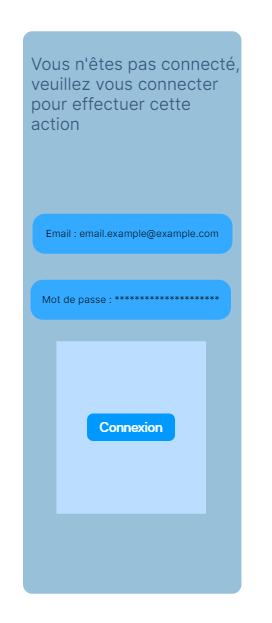 Vous n'êtes pas connecté,
veuillez vous connecter
pour effectuer cette
action
Email : email.example@example.com
Mot de passe : *********************
Connexion